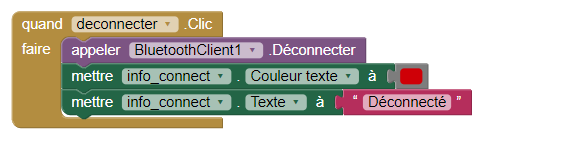 quand deconnecter .Clic
faire appeler BluetoothClient1 .Déconnecter
mettre info_connect . Couleur texte à
mettre info_connect . Texte à “ Déconnecté ”